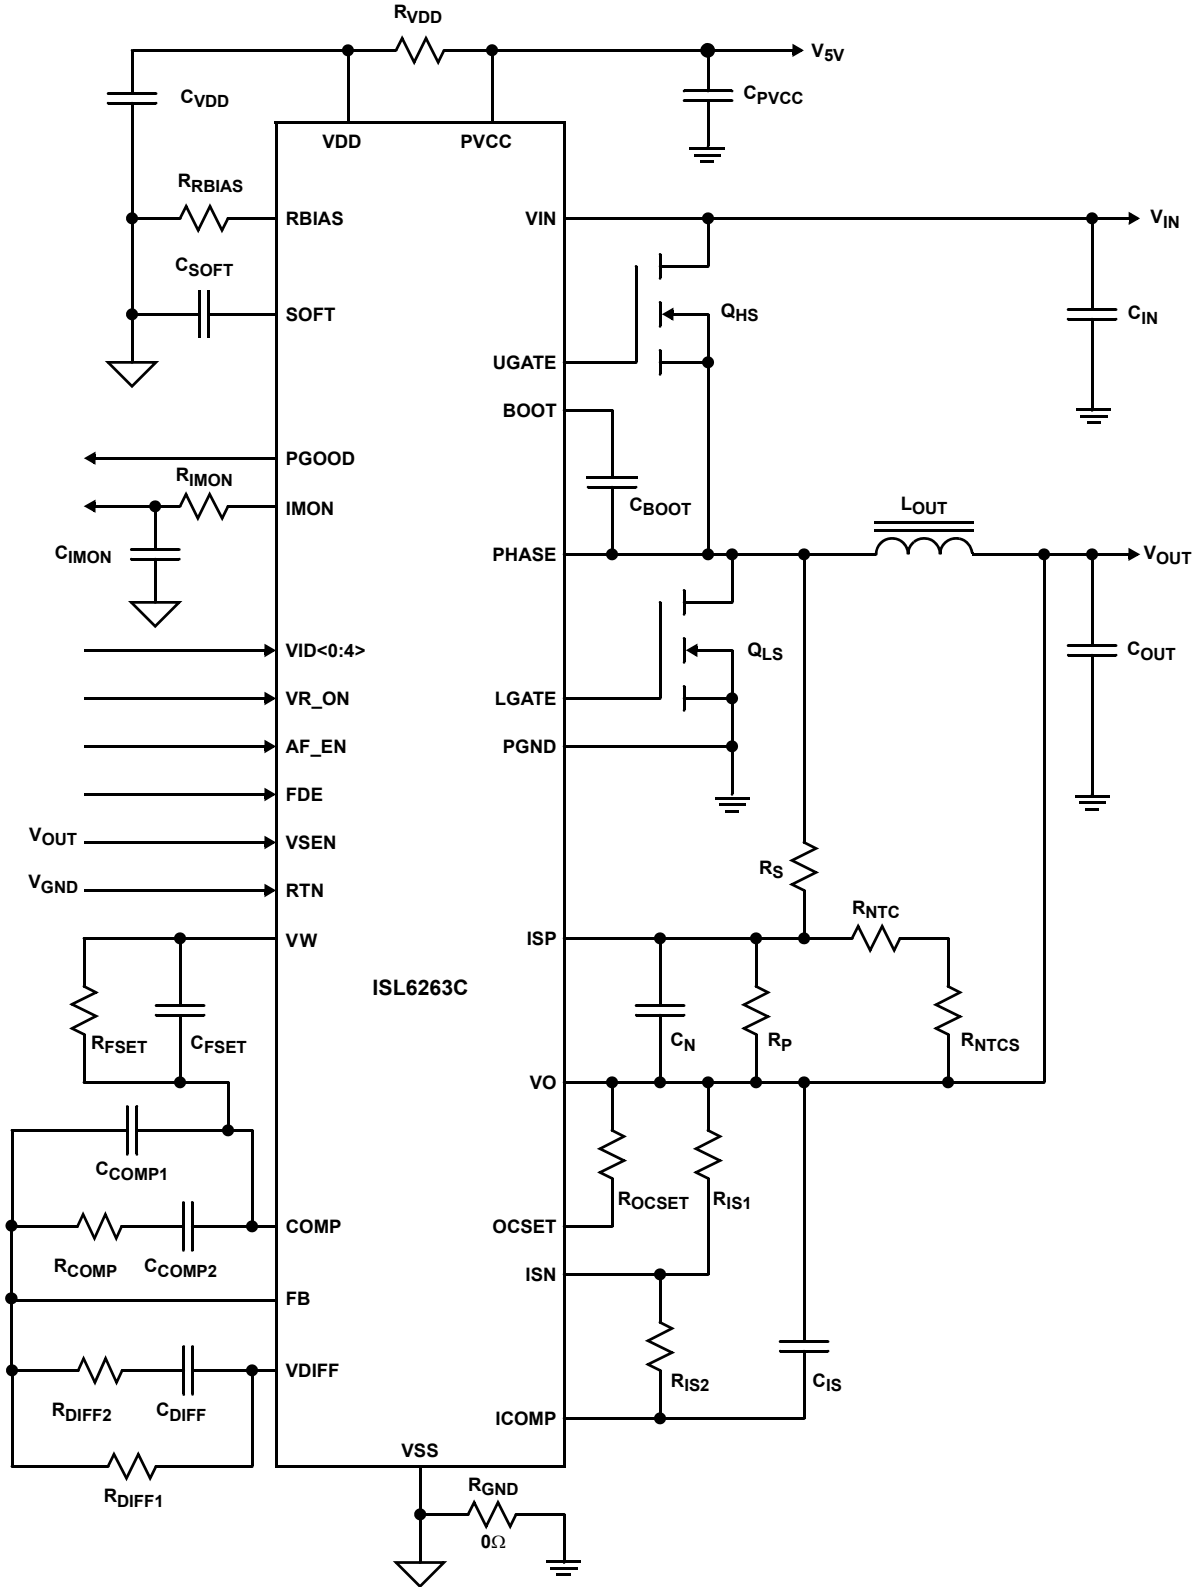 RVDD
V5V
CVDD
CPVCC
VDD
PVCC
RRBIAS
RBIAS
VIN
VIN
CSOFT
SOFT
QHS
CIN
UGATE
BOOT
PGOOD
RIMON
IMON
CBOOT
LOUT
CIMON
PHASE
VOUT
VID<0:4>
QLS
COUT
VR_ON
LGATE
AF_EN
PGND
FDE
VOUT
VSEN
VGND
RTN
RS
RNTC
VW
ISP
ISL6263C
RFSET
CFSET
CN
RP
RNTCS
VO
CCOMP1
ROCSET
RIS1
COMP
OCSET
RCOMP
CCOMP2
ISN
FB
VDIFF
RIS2
CIS
RDIFF2
CDIFF
ICOMP
VSS
RDIFF1
RGND
0Ω